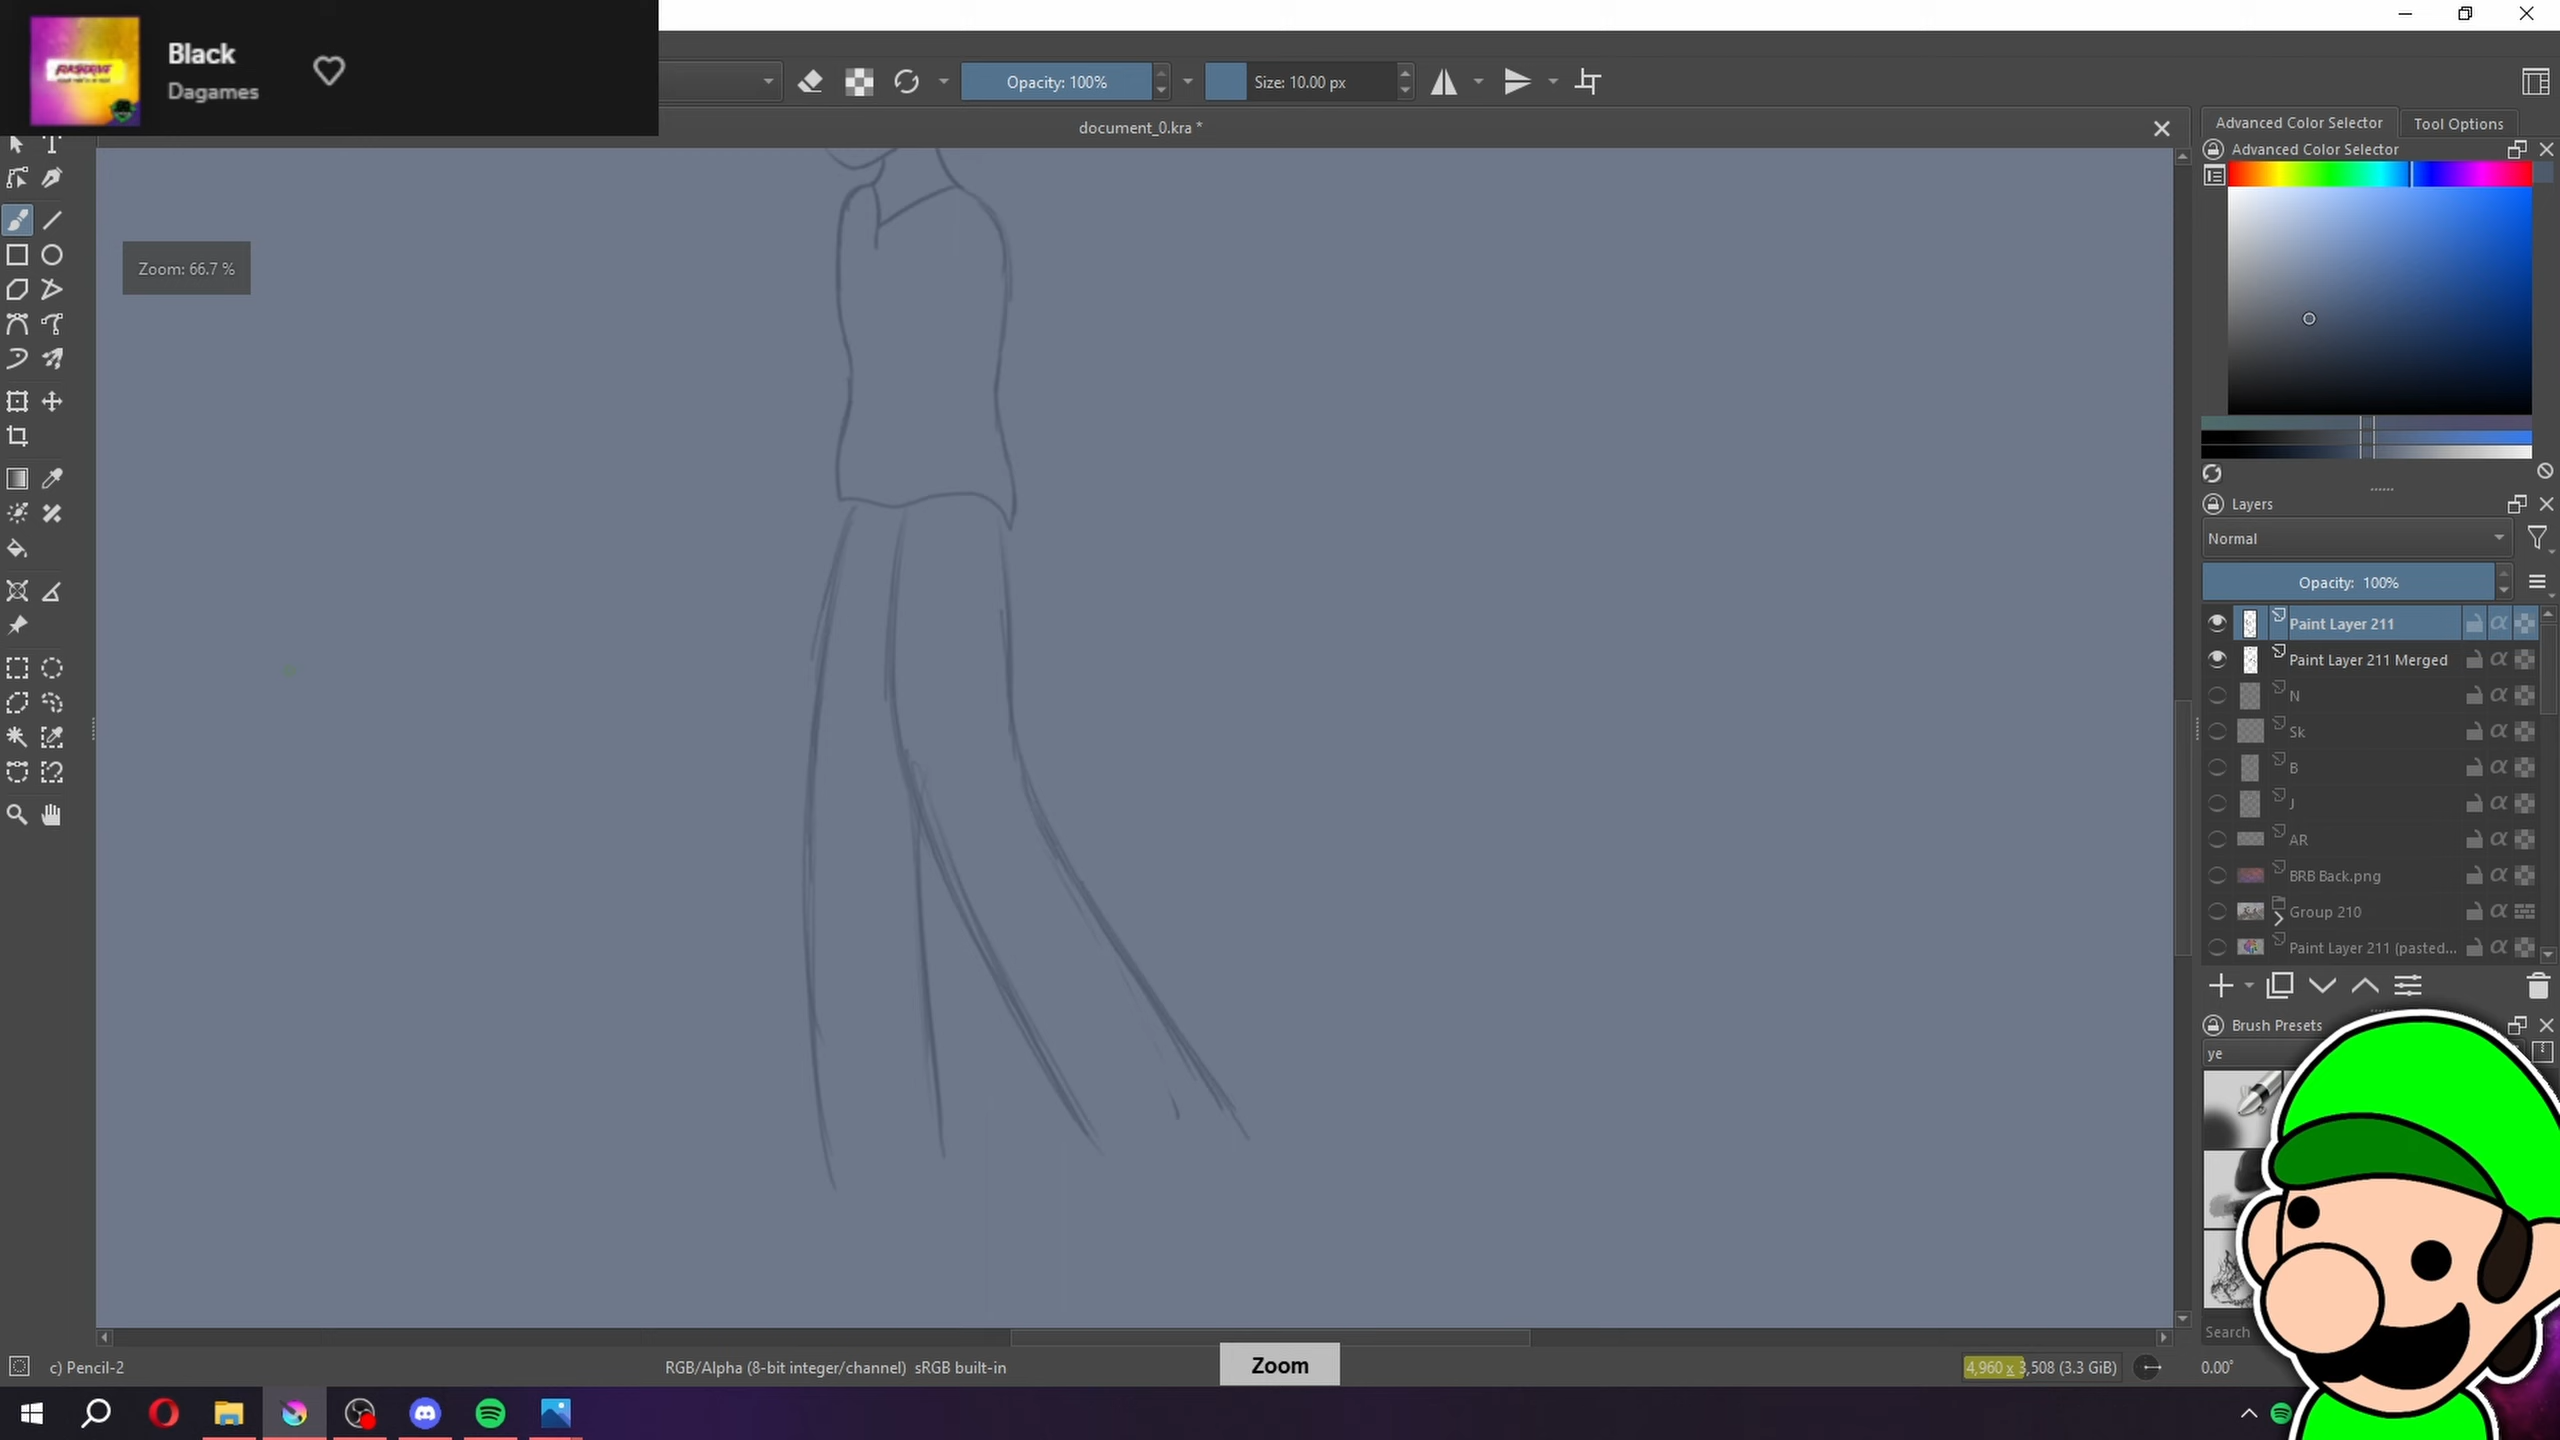 Black
Dagames
Opacity: 100%
Size: 10.00 px
document_0.kra *
Advanced Color Selector
Tool Options
Advanced Color Selector
Zoom: 66.7 %
Layers
Normal
Opacity: 100%
Paint Layer 211
Paint Layer 211 Merged
N
Sk
B
J
AR
BRB Back.png
Group 210
Paint Layer 211 (pasted...
Brush Presets
ye
Search
c) Pencil-2
RGB/Alpha (8-bit integer/channel) sRGB built-in
Zoom
4,960 x 3,508 (3.3 GiB)
0.00°